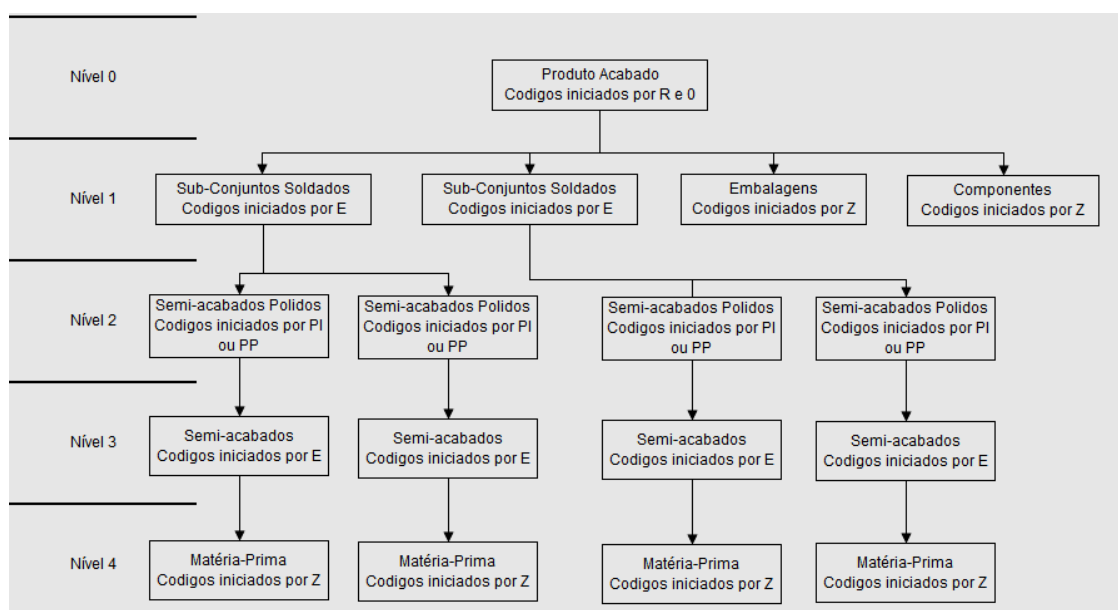 Nível 0
Produto Acabado
Codigos iniciados por R e 0
Nível 1
Sub-Conjuntos Soldados
Codigos iniciados por E
Sub-Conjuntos Soldados
Codigos iniciados por E
Embalagens
Codigos iniciados por Z
Componentes
Codigos iniciados por Z
Nível 2
Semi-acabados Polidos
Codigos iniciados por PI
ou PP
Semi-acabados Polidos
Codigos iniciados por PI
ou PP
Semi-acabados Polidos
Codigos iniciados por PI
ou PP
Semi-acabados Polidos
Codigos iniciados por PI
ou PP
Nível 3
Semi-acabados
Codigos iniciados por E
Semi-acabados
Codigos iniciados por E
Semi-acabados
Codigos iniciados por E
Semi-acabados
Codigos iniciados por E
Nível 4
Matéria-Prima
Codigos iniciados por Z
Matéria-Prima
Codigos iniciados por Z
Matéria-Prima
Codigos iniciados por Z
Matéria-Prima
Codigos iniciados por Z